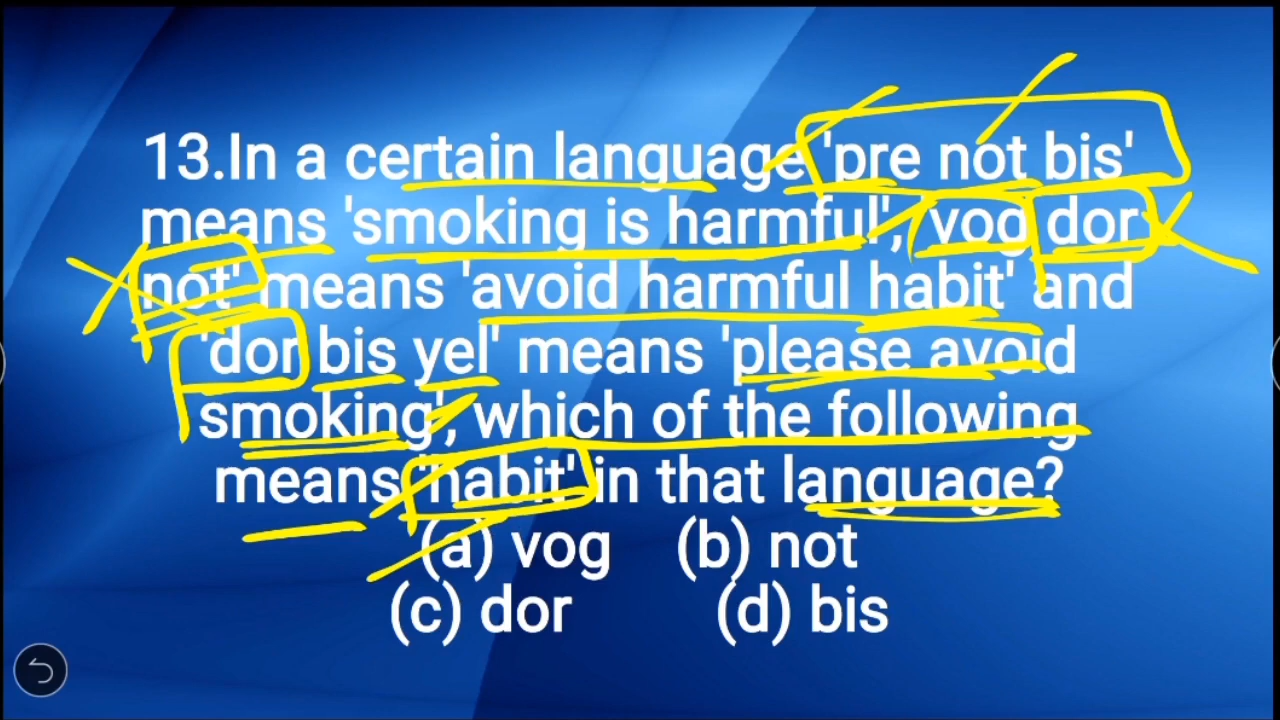 13.In a certain language 'pre not bis'
means 'smoking is harmful', 'vog dor
not' means 'avoid harmful habit' and
'dor bis yel' means 'please avoid
smoking', which of the following
means 'habit' in that language?
(a) vog (b) not
(c) dor (d) bis